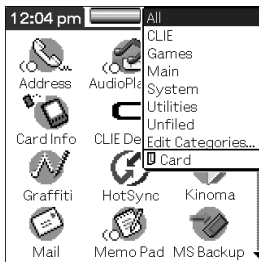 12:04 pm
All
CLIE
Games
Main
System
Utilities
Unfiled
Edit Categories...
Card
Address
Card Info
CLIE De
Graffiti
HotSync
Kinoma
Mail
Memo Pad
MS Backup